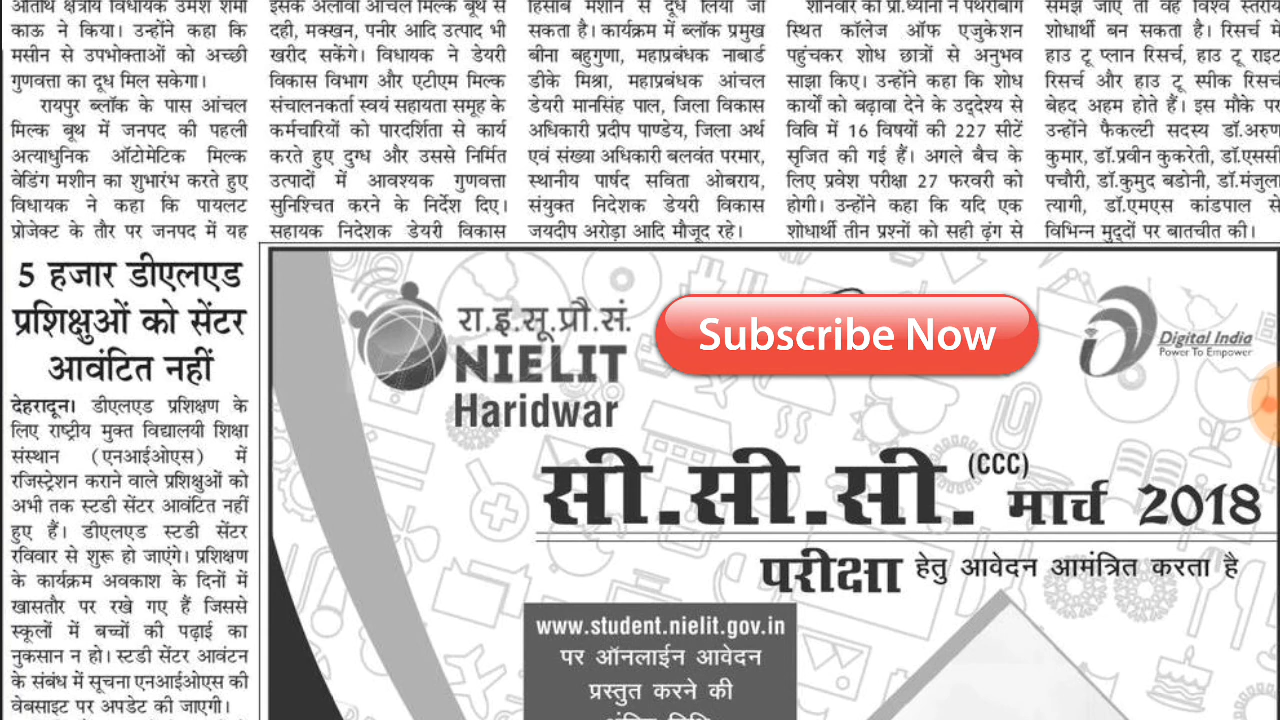 अतिथि क्षेत्रीय विधायक उमेश शर्मा
काऊ ने किया। उन्होंने कहा कि
मसीन से उपभोक्ताओं को अच्छी
गुणवत्ता का दूध मिल सकेगा।
रायपुर ब्लॉक के पास आंचल
मिल्क बूथ में जनपद की पहली
अत्याधुनिक ऑटोमेटिक मिल्क
वेडिंग मशीन का शुभारंभ करते हुए
विधायक ने कहा कि पायलट
प्रोजेक्ट के तौर पर जनपद में यह
इसके अलावा आंचल मिल्क बूथ से
दही, मक्खन, पनीर आदि उत्पाद भी
खरीद सकेंगे। विधायक ने डेयरी
विकास विभाग और एटीएम मिल्क
संचालनकर्ता स्वयं सहायता समूह के
कर्मचारियों को पारदर्शिता से कार्य
करते हुए दुग्ध और उससे निर्मित
उत्पादों में आवश्यक गुणवत्ता
सुनिश्चित करने के निर्देश दिए।
सहायक निदेशक डेयरी विकास
हिसाब मशीन से दूध लिया जा
सकता है। कार्यक्रम में ब्लॉक प्रमुख
बीना बहुगुणा, महाप्रबंधक नाबार्ड
डीके मिश्रा, महाप्रबंधक आंचल
डेयरी मानसिंह पाल, जिला विकास
अधिकारी प्रदीप पाण्डेय, जिला अर्थ
एवं संख्या अधिकारी बलवंत परमार,
स्थानीय पार्षद सविता ओबराय,
संयुक्त निदेशक डेयरी विकास
जयदीप अरोड़ा आदि मौजूद रहे।
शनिवार को प्रो.ध्यानी ने पथरीबाग
स्थित कॉलेज ऑफ एजुकेशन
पहुंचकर शोध छात्रों से अनुभव
साझा किए। उन्होंने कहा कि शोध
कार्यों को बढ़ावा देने के उद्देश्य से
विवि में 16 विषयों की 227 सीटें
सृजित की गई हैं। अगले बैच के
लिए प्रवेश परीक्षा 27 फरवरी को
होगी। उन्होंने कहा कि यदि एक
शोधार्थी तीन प्रश्नों को सही ढ़ंग से
समझ जाए तो वह विश्व स्तरीय
शोधार्थी बन सकता है। रिसर्च में
हाउ टू प्लान रिसर्च, हाउ टू राइट
रिसर्च और हाउ टू स्पीक रिसर्च
बेहद अहम होते हैं। इस मौके पर
उन्होंने फैकल्टी सदस्य डॉ.अरुण
कुमार, डॉ.प्रवीन कुकरेती, डॉ.एससी
पचौरी, डॉ.कुमुद बडोनी, डॉ.मंजुला
त्यागी, डॉ.एमएस कांडपाल से
विभिन्न मुद्दों पर बातचीत की।
5 हजार डीएलएड
प्रशिक्षुओं को सेंटर
आवंटित नहीं
देहरादून। डीएलएड प्रशिक्षण के
लिए राष्ट्रीय मुक्त विद्यालयी शिक्षा
संस्थान (एनआईओएस) में
रजिस्ट्रेशन कराने वाले प्रशिक्षुओं को
अभी तक स्टडी सेंटर आवंटित नहीं
हुए हैं। डीएलएड स्टडी सेंटर
रविवार से शुरू हो जाएंगे। प्रशिक्षण
के कार्यक्रम अवकाश के दिनों में
खासतौर पर रखे गए हैं जिससे
स्कूलों में बच्चों की पढ़ाई का
नुकसान न हो। स्टडी सेंटर आवंटन
के संबंध में सूचना एनआईओएस की
वेबसाइट पर अपडेट की जाएगी।
रा.इ.सू.प्रौ.सं.
NIELIT
Haridwar
Subscribe Now
Digital India
Power To Empower
सी.सी.सी. (CCC) मार्च 2018
परीक्षा हेतु आवेदन आमंत्रित करता है
www.student.nielit.gov.in
पर ऑनलाईन आवेदन
प्रस्तुत करने की